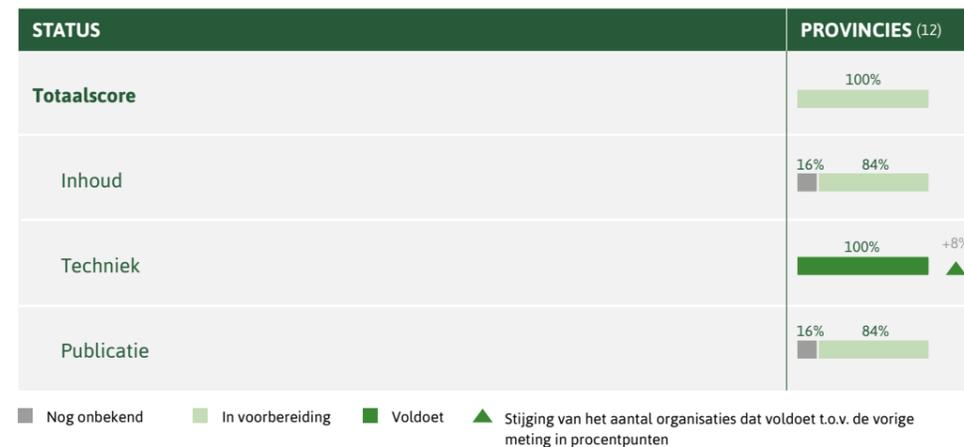 STATUS PROVINCIES (12)
100%
Totaalscore
16% 84%
Inhoud
100% +8%
Techniek
16% 84%
Publicatie
Nog onbekend In voorbereiding Voldoet Stijging van het aantal organisaties dat voldoet t.o.v. de vorige
meting in procentpunten